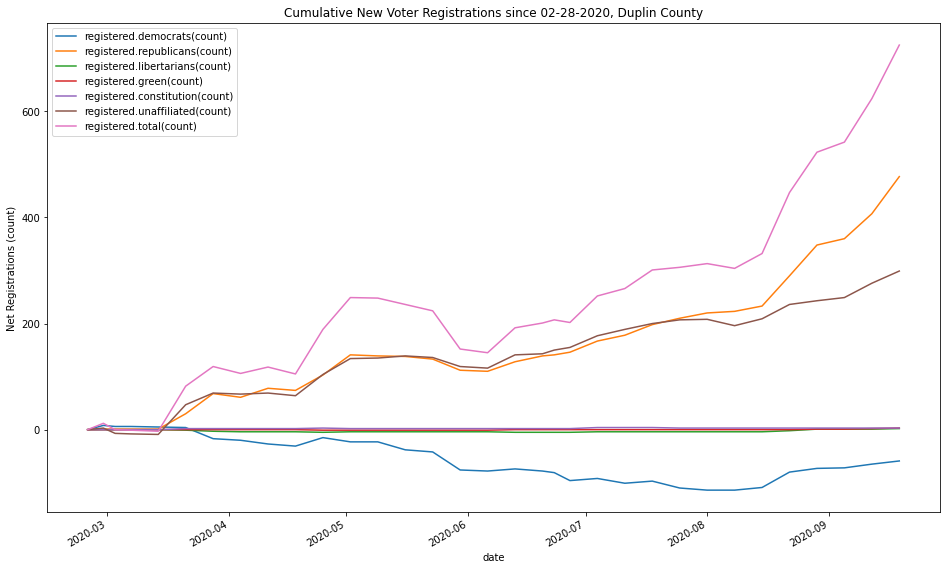 Cumulative New Voter Registrations since 02-28-2020, Duplin County
registered.democrats(count)
registered.republicans(count)
registered.libertarians(count)
registered.green(count)
registered.constitution(count)
registered.unaffiliated(count)
registered.total(count)
600
400
200
0
Net Registrations (count)
2020-03
2020-04
2020-05
2020-06
2020-07
2020-08
2020-09
date